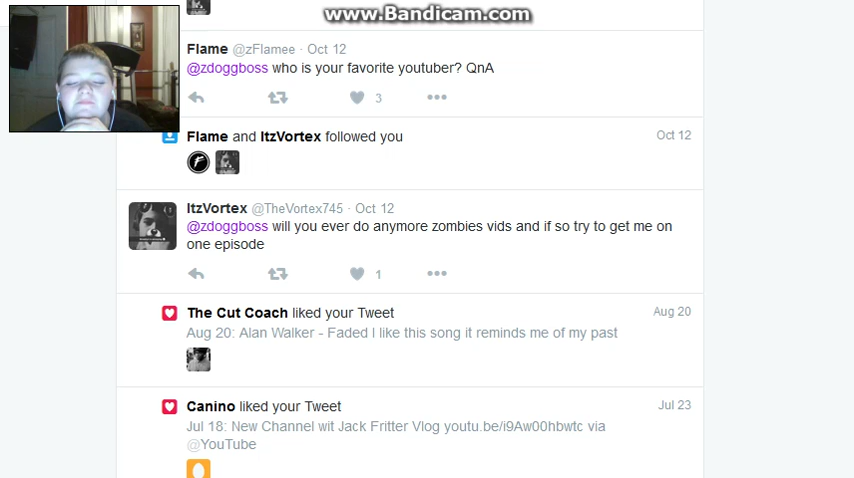 www.Bandicam.com
Flame @zFlamee · Oct 12
@zdoggboss who is your favorite youtuber? QnA
3
Flame and ItzVortex followed you
Oct 12
ItzVortex @TheVortex745 · Oct 12
@zdoggboss will you ever do anymore zombies vids and if so try to get me on
one episode
1
The Cut Coach liked your Tweet
Aug 20
Aug 20: Alan Walker - Faded I like this song it reminds me of my past
Canino liked your Tweet
Jul 23
Jul 18: New Channel wit Jack Fritter Vlog youtu.be/i9Aw00hbwtc via
@YouTube